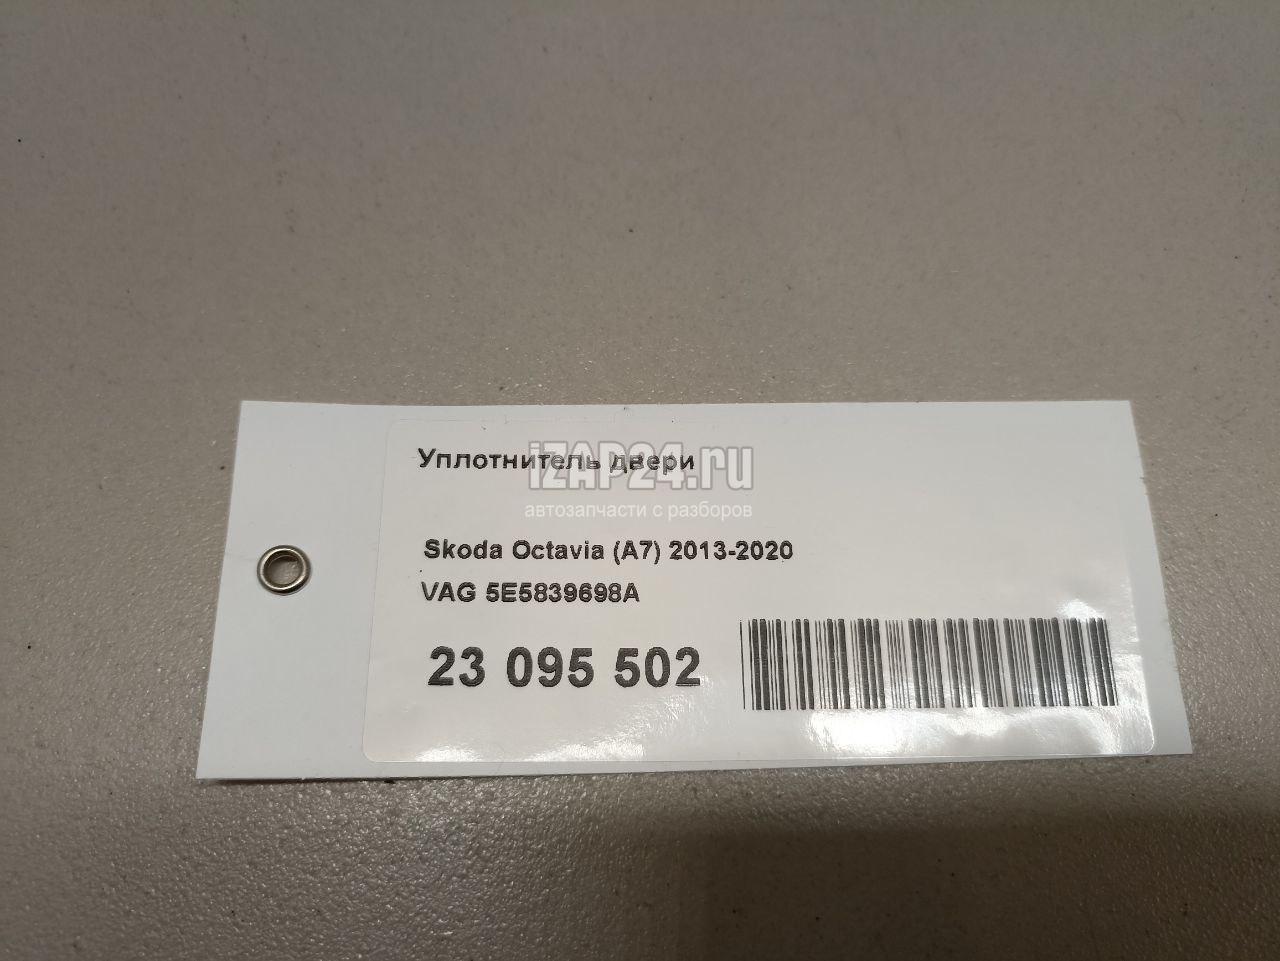 Уплотнитель двери
iZAP24.ru
автозапчасти с разборов
Skoda Octavia (A7) 2013-2020
VAG 5E5839698A
23 095 502